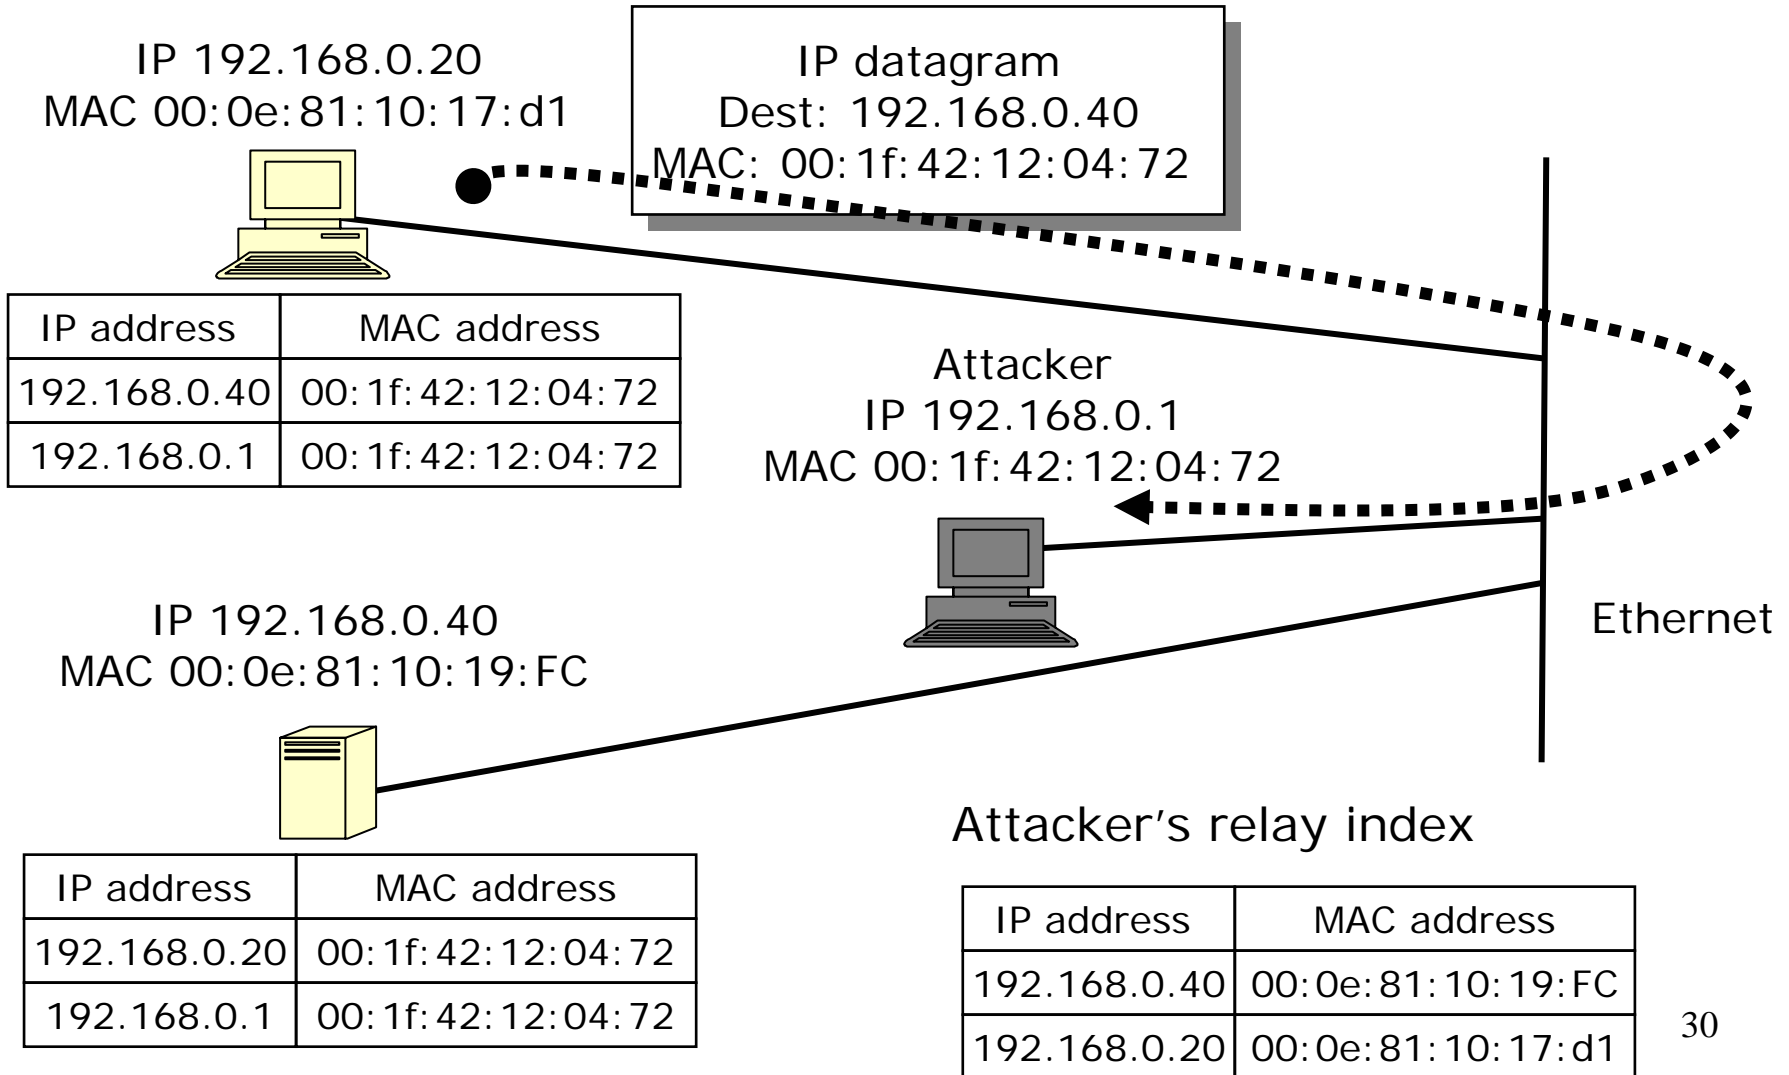 IP 192.168.0.20
MAC 00:0e:81:10:17:d1
IP datagram
Dest: 192.168.0.40
MAC: 00:1f:42:12:04:72
IP address MAC address
192.168.0.40 00:1f:42:12:04:72
192.168.0.1 00:1f:42:12:04:72
Attacker
IP 192.168.0.1
MAC 00:1f:42:12:04:72
Ethernet
IP 192.168.0.40
MAC 00:0e:81:10:19:FC
IP address MAC address
192.168.0.20 00:1f:42:12:04:72
192.168.0.1 00:1f:42:12:04:72
Attacker’s relay index
IP address MAC address
192.168.0.40 00:0e:81:10:19:FC
192.168.0.20 00:0e:81:10:17:d1
30